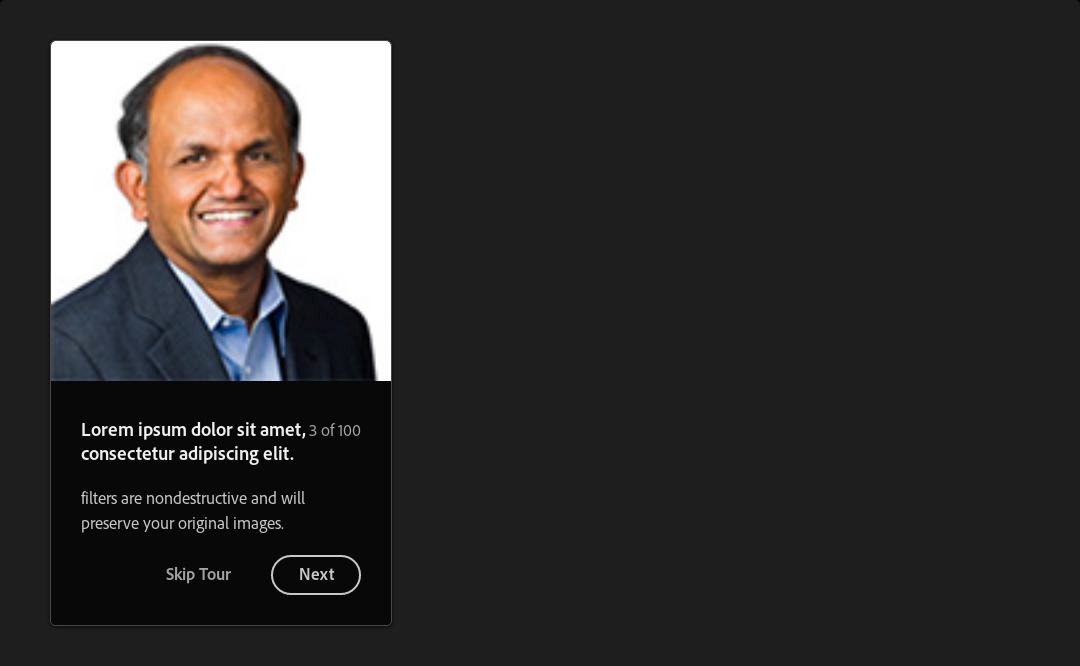 Lorem ipsum dolor sit amet, 3 of 100
consectetur adipiscing elit.
filters are nondestructive and will
preserve your original images.
Skip Tour Next